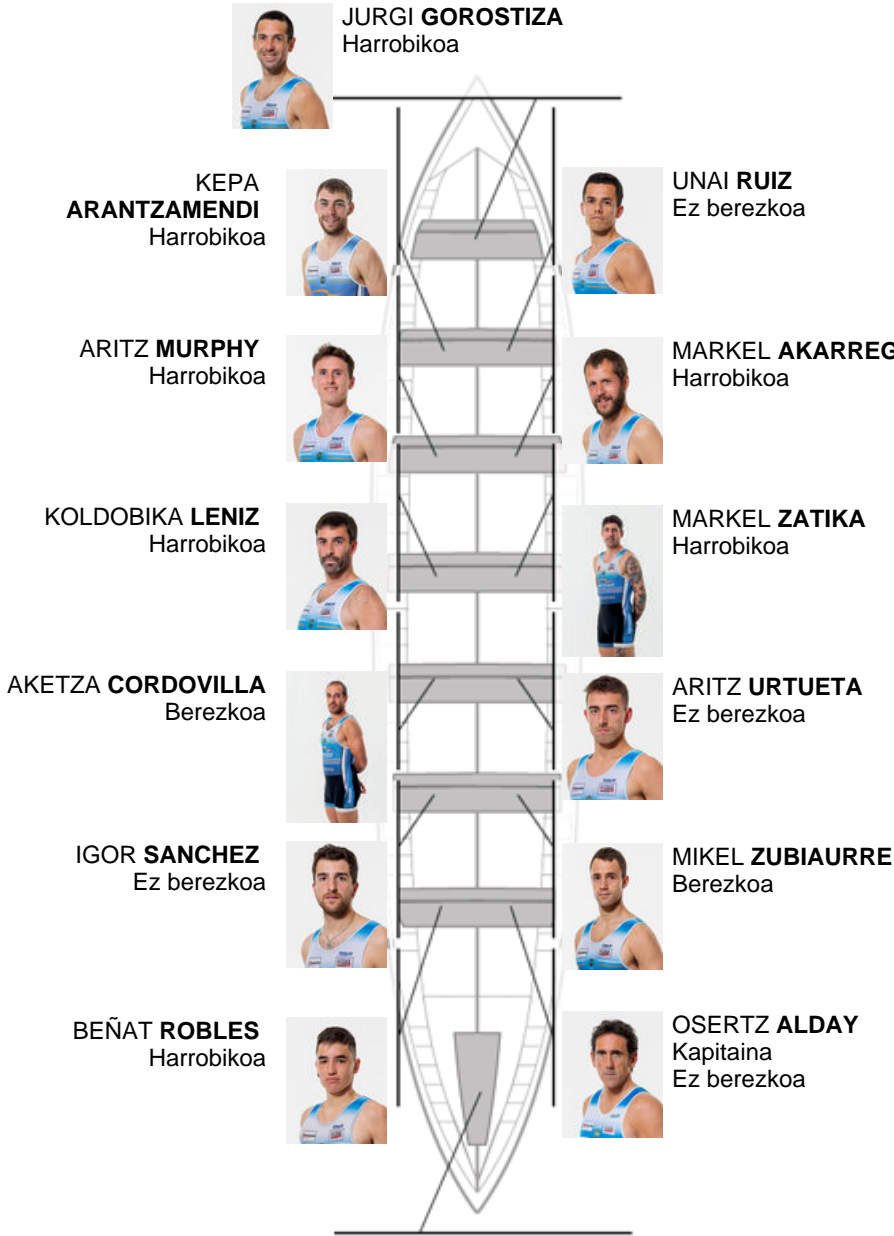 JURGI GOROSTIZA
Harrobikoa
KEPA
ARANTZAMENDI
Harrobikoa
UNAI RUIZ
Ez berezkoa
ARITZ MURPHY
Harrobikoa
MARKEL AKARREG
Harrobikoa
KOLDOBIKA LENIZ
Harrobikoa
MARKEL ZATIKA
Harrobikoa
AKETZA CORDOVILLA
Berezkoa
ARITZ URTUETA
Ez berezkoa
IGOR SANCHEZ
Ez berezkoa
MIKEL ZUBIAURRE
Berezkoa
BEÑAT ROBLES
Harrobikoa
OSERTZ ALDAY
Kapitaina
Ez berezkoa